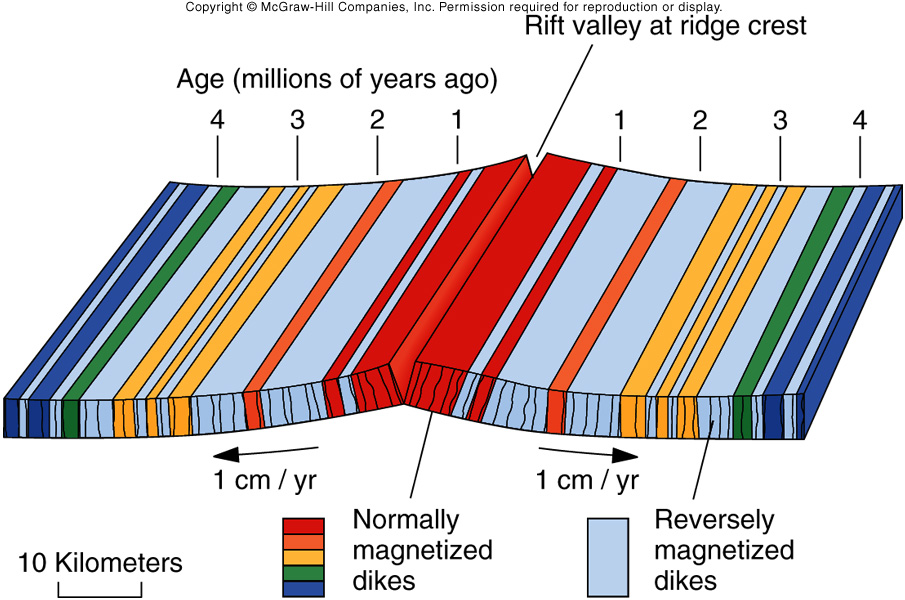 Copyright © McGraw-Hill Companies, Inc. Permission required for reproduction or display.
Rift valley at ridge crest
Age (millions of years ago)
4 3 2 1 1 2 3 4
1 cm / yr 1 cm / yr
Normally
magnetized
dikes
Reversely
magnetized
dikes
10 Kilometers